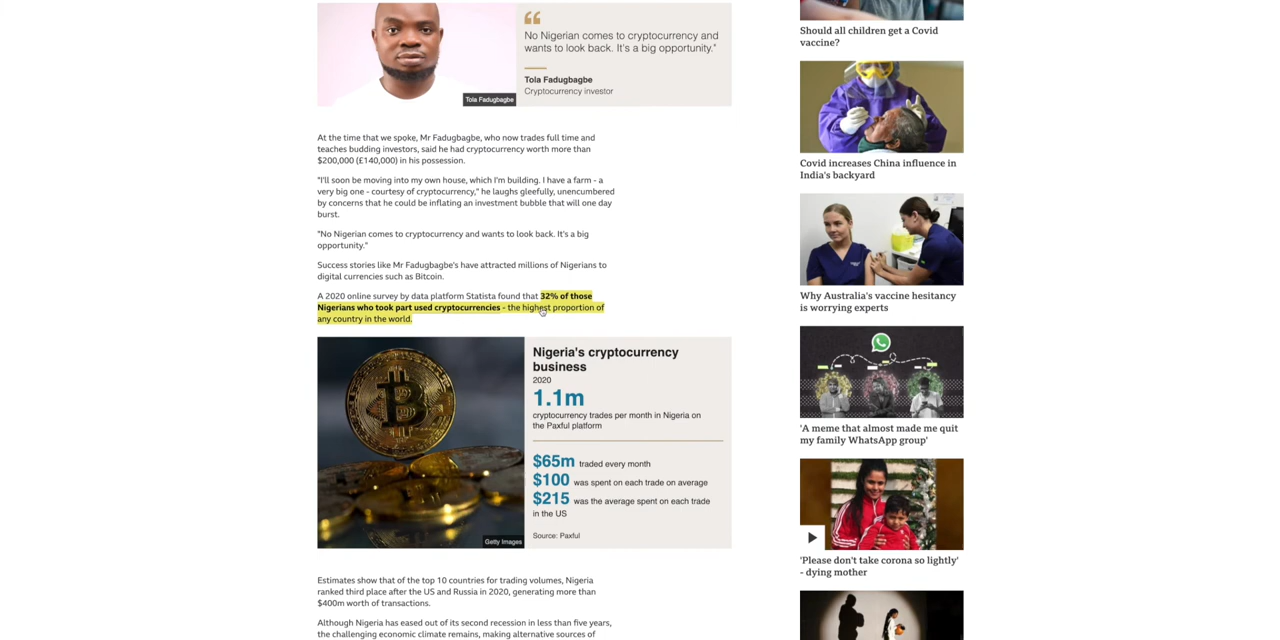 No Nigerian comes to cryptocurrency and
wants to look back. It's a big opportunity."
Tola Fadugbagbe
Cryptocurrency investor
Tola Fadugbagbe
At the time that we spoke, Mr Fadugbagbe, who now trades full time and
teaches budding investors, said he had cryptocurrency worth more than
$200,000 (£140,000) in his possession.
"I'll soon be moving into my own house, which I'm building. I have a farm - a
very big one - courtesy of cryptocurrency," he laughs gleefully, unencumbered
by concerns that he could be inflating an investment bubble that will one day
burst.
"No Nigerian comes to cryptocurrency and wants to look back. It's a big
opportunity."
Success stories like Mr Fadugbagbe's have attracted millions of Nigerians to
digital currencies such as Bitcoin.
A 2020 online survey by data platform Statista found that 32% of those
Nigerians who took part used cryptocurrencies - the highest proportion of
any country in the world.
Nigeria's cryptocurrency
business
2020
1.1m
cryptocurrency trades per month in Nigeria on
the Paxful platform
$65m traded every month
$100 was spent on each trade on average
$215 was the average spent on each trade
in the US
Source: Paxful
Getty Images
Estimates show that of the top 10 countries for trading volumes, Nigeria
ranked third place after the US and Russia in 2020, generating more than
$400m worth of transactions.
Although Nigeria has eased out of its second recession in less than five years,
the challenging economic climate remains, making alternative sources of
Should all children get a Covid
vaccine?
Covid increases China influence in
India's backyard
Why Australia's vaccine hesitancy
is worrying experts
'A meme that almost made me quit
my family WhatsApp group'
'Please don't take corona so lightly'
- dying mother